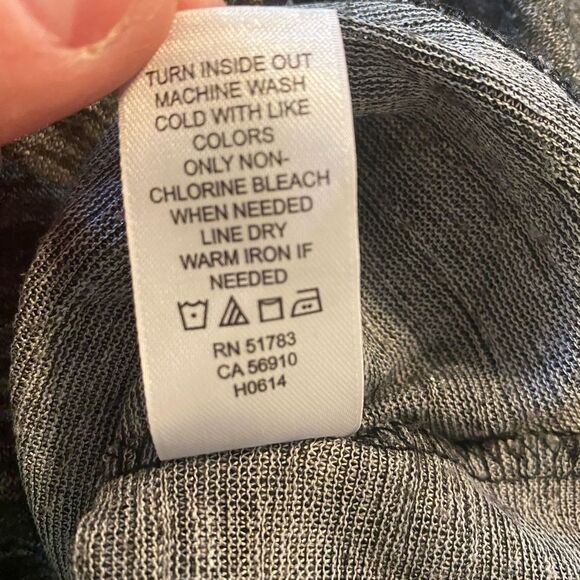 TURN INSIDE OUT
MACHINE WASH
COLD WITH LIKE
COLORS
ONLY NON-
CHLORINE BLEACH
WHEN NEEDED
LINE DRY
WARM IRON IF
NEEDED
RN 51783
CA 56910
H0614